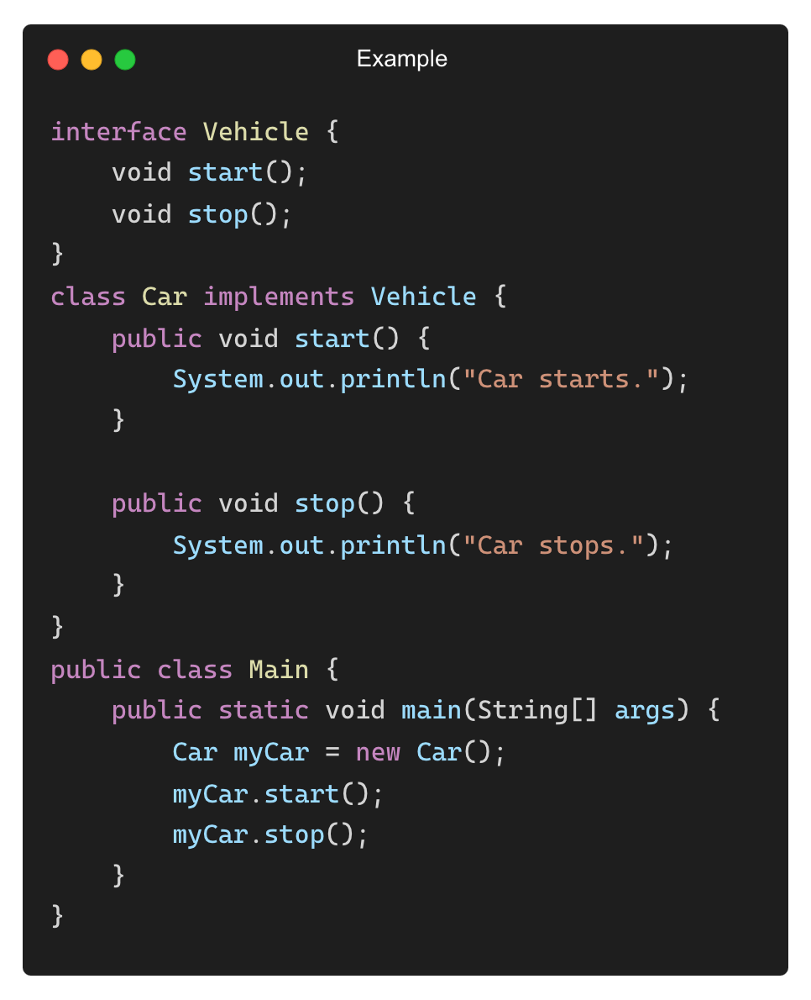 Example
interface Vehicle {
    void start();
    void stop();
}
class Car implements Vehicle {
    public void start() {
        System.out.println("Car starts.");
    }

    public void stop() {
        System.out.println("Car stops.");
    }
}
public class Main {
    public static void main(String[] args) {
        Car myCar = new Car();
        myCar.start();
        myCar.stop();
    }
}